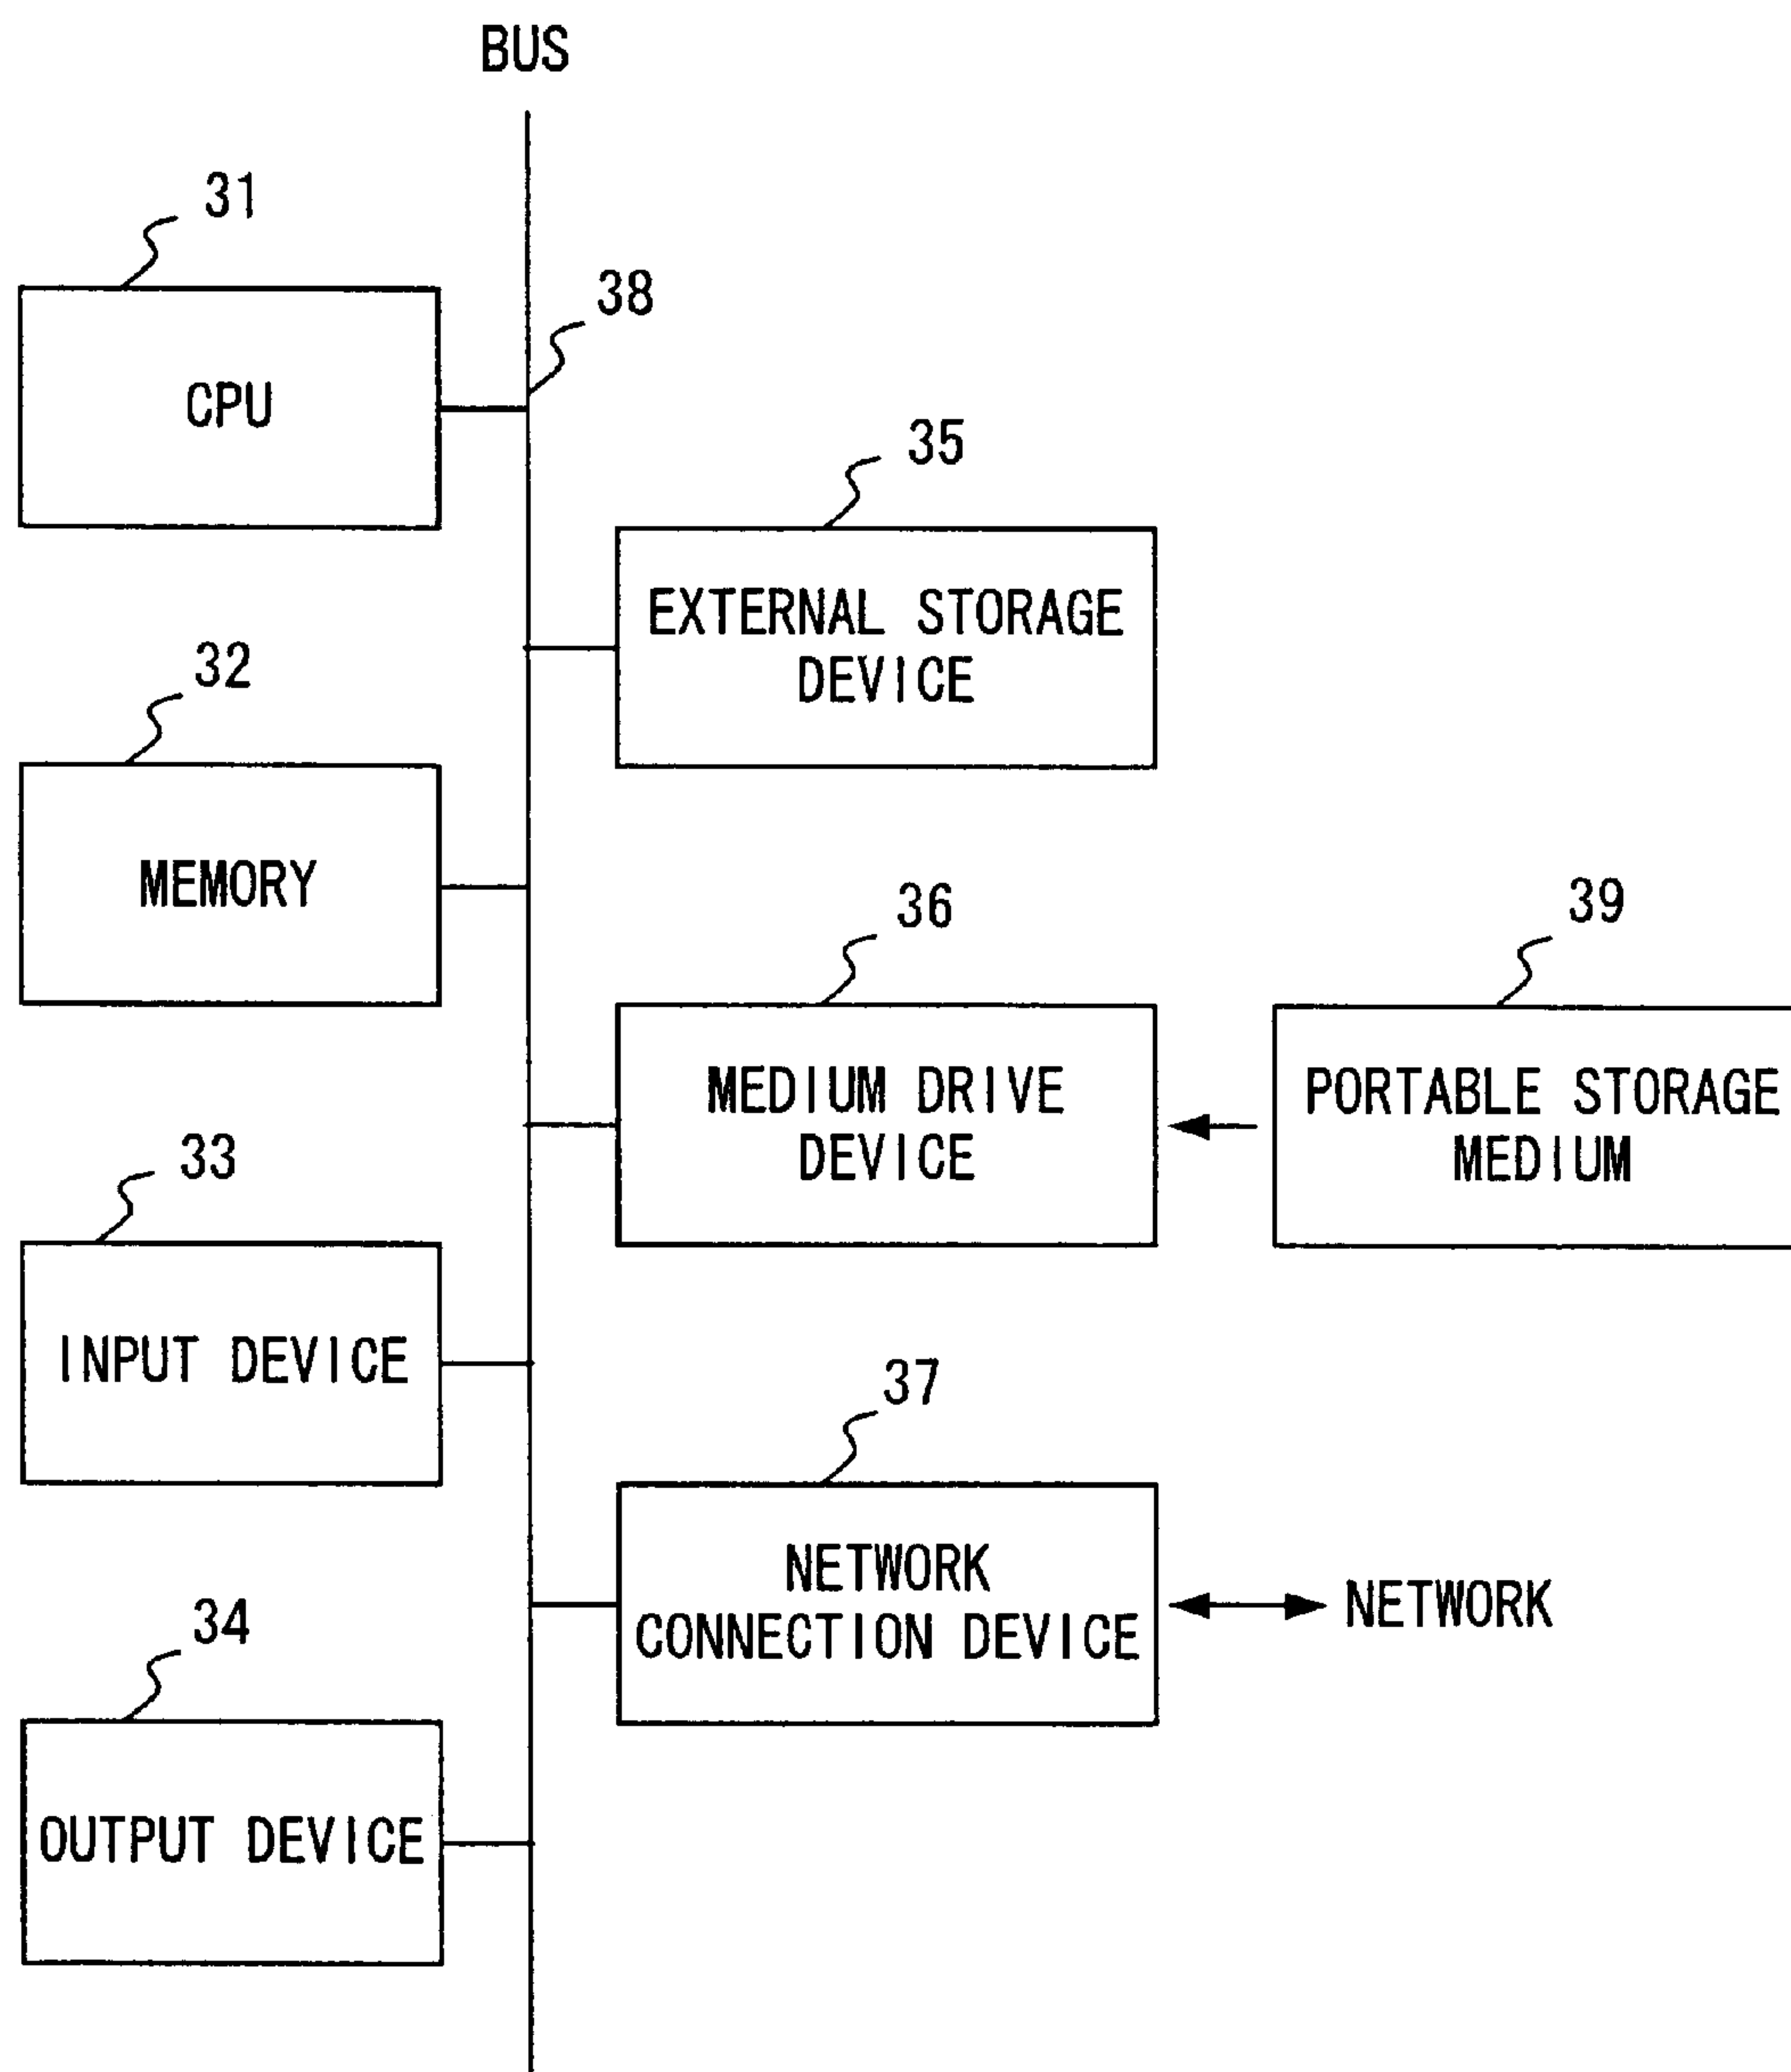 BUS
31
38
CPU
35
EXTERNAL STORAGE
DEVICE
32
MEMORY
36
39
MEDIUM DRIVE
DEVICE
PORTABLE STORAGE
MEDIUM
33
INPUT DEVICE
37
NETWORK
CONNECTION DEVICE
NETWORK
34
OUTPUT DEVICE